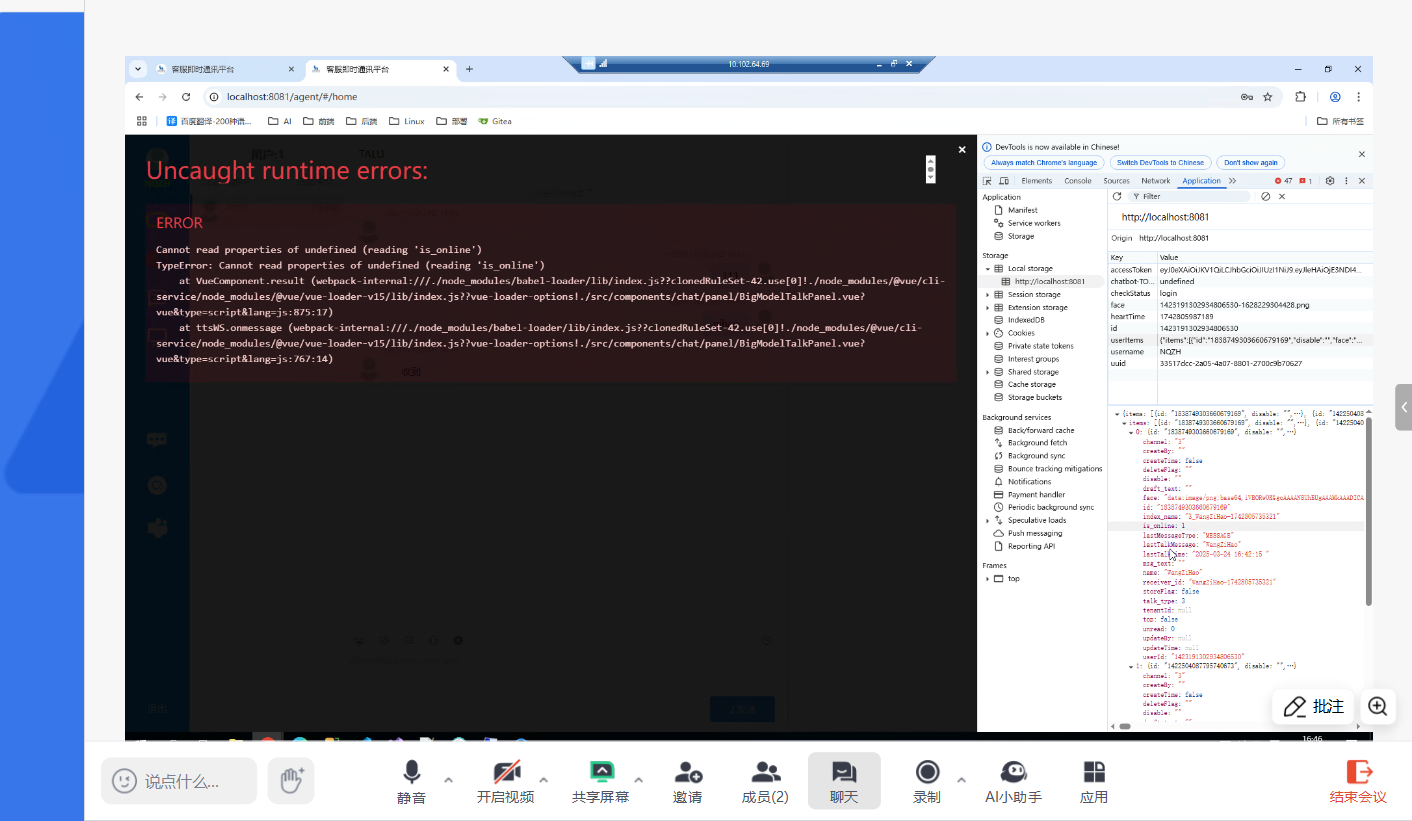 客服即时通讯平台
客服即时通讯平台
10.102.64.69
localhost:8081/agent/#/home
百度翻译-200种语...
AI
前端
后端
Linux
部署
Gitea
所有书签
Uncaught runtime errors:
ERROR
Cannot read properties of undefined (reading 'is_online')
TypeError: Cannot read properties of undefined (reading 'is_online')
at VueComponent.result (webpack-internal:///./node_modules/babel-loader/lib/index.js??clonedRuleSet-42.use[0]!./node_modules/@vue/cli-
service/node_modules/@vue/vue-loader-v15/lib/index.js??vue-loader-options!./src/components/chat/panel/BigModelTalkPanel.vue?
vue&type=script&lang=js:875:17)
at ttsWS.onmessage (webpack-internal:///./node_modules/babel-loader/lib/index.js??clonedRuleSet-42.use[0]!./node_modules/@vue/cli-
service/node_modules/@vue/vue-loader-v15/lib/index.js??vue-loader-options!./src/components/chat/panel/BigModelTalkPanel.vue?
vue&type=script&lang=js:767:14)
DevTools is now available in Chinese!
Always match Chrome's language
Switch DevTools to Chinese
Don't show again
Elements
Console
Sources
Network
Application
47
1
Application
Manifest
Service workers
Storage
Storage
Local storage
http://localhost:8081
Session storage
Extension storage
IndexedDB
Cookies
Private state tokens
Interest groups
Shared storage
Cache storage
Storage buckets
Background services
Back/forward cache
Background fetch
Background sync
Bounce tracking mitigations
Notifications
Payment handler
Periodic background sync
Speculative loads
Push messaging
Reporting API
Frames
top
Filter
http://localhost:8081
Origin http://localhost:8081
Key Value
accessToken eyJ0eXAiOiJKV1QiLCJhbGciOiJIUzI1NiJ9.eyJleHAiOjE3NDI4...
chatbot-TO... undefined
checkStatus login
face 1423191302934806530-1628229304428.png
heartTime 1742805987189
id 1423191302934806530
userItems {"items":[{"id":"1838749303660679169","disable":"","face":"...
username NQZH
uuid 33517dcc-2a05-4a07-8801-2700c9b70627
{items: [{id: "1838749303660679169", disable: "",…}, {id: "142250408
items: [{id: "1838749303660679169", disable: "",…}, {id: "14225040
0: {id: "1838749303660679169", disable: "",…}
channel: "3"
createBy: ""
createTime: false
deleteFlag: ""
disable: ""
draft_text: ""
id: "1838749303660679169"
index_name: "3_WangZiHao-1742805735321"
is_online: 1
lastMessageType: "MESSAGE"
lastTalkMessage: "WangZiHao"
"2025-03-24 16:42:15 "
msg_text: ""
name: "WangZiHao"
receiver_id: "WangZiHao-1742805735321"
storeFlag: false
talk_type: 3
tenantId: null
top: false
unread: 0
updateBy: null
updateTime: null
userId: "1423191302934806530"
1: {id: "1422504087795740673", disable: "",…}
channel: "3"
createBy: ""
createTime: false
deleteFlag: ""
disable: ""
批注
16:46
说点什么...
静音
开启视频
共享屏幕
邀请
成员(2)
聊天
录制
AI小助手
应用
结束会议